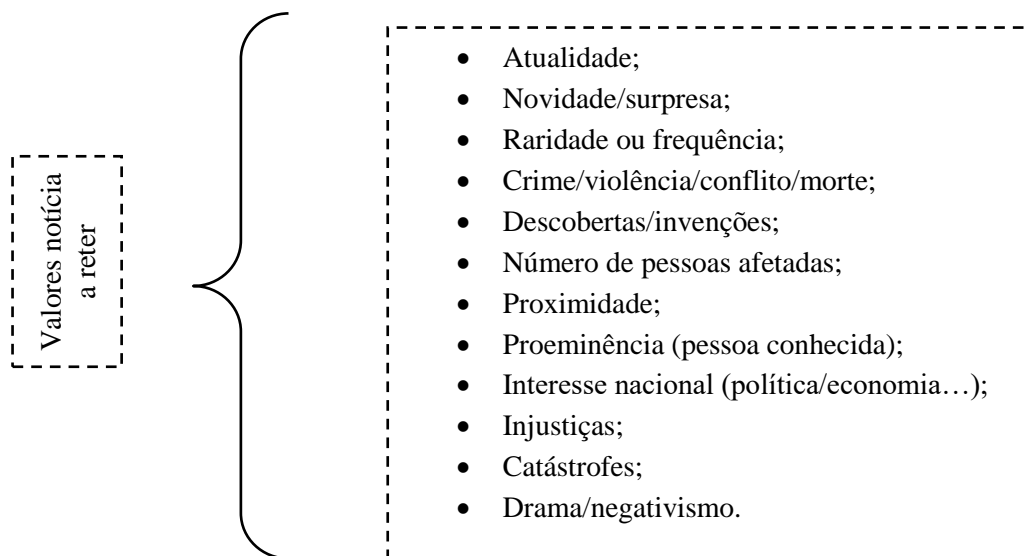 Valores notícia
a reter
• Atualidade;
• Novidade/surpresa;
• Raridade ou frequência;
• Crime/violência/conflito/morte;
• Descobertas/invenções;
• Número de pessoas afetadas;
• Proximidade;
• Proeminência (pessoa conhecida);
• Interesse nacional (política/economia…);
• Injustiças;
• Catástrofes;
• Drama/negativismo.